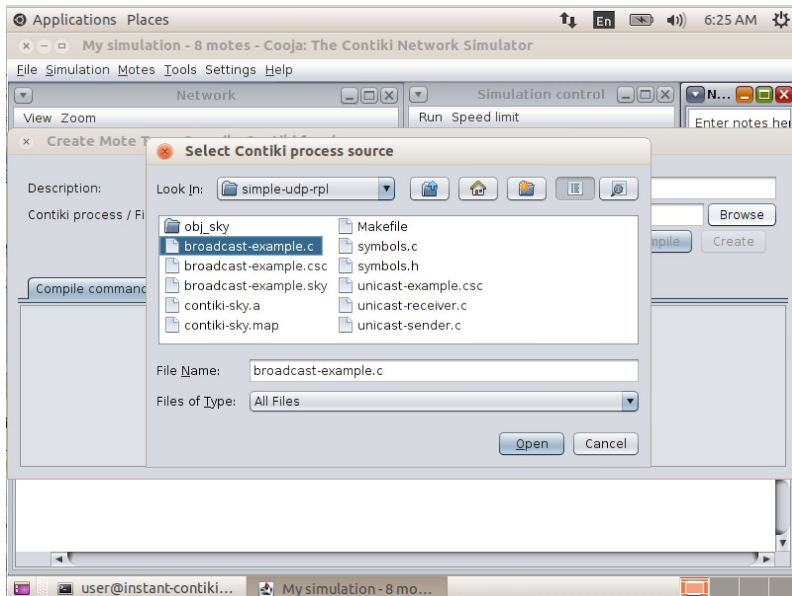 Applications Places En 6:25 AM
My simulation - 8 motes - Cooja: The Contiki Network Simulator
File Simulation Motes Tools Settings Help
Network Simulation control N...
View Zoom Run Speed limit Enter notes her
Create Mote
Select Contiki process source
Description: Look In: simple-udp-rpl
Contiki process / Fi Browse
obj_sky Makefile
broadcast-example.c symbols.c
Create
broadcast-example.csc symbols.h
broadcast-example.sky unicast-example.csc
Compile command
contiki-sky.a unicast-receiver.c
contiki-sky.map unicast-sender.c
File Name: broadcast-example.c
Files of Type: All Files
Open Cancel
user@instant-contiki... My simulation - 8 mo...